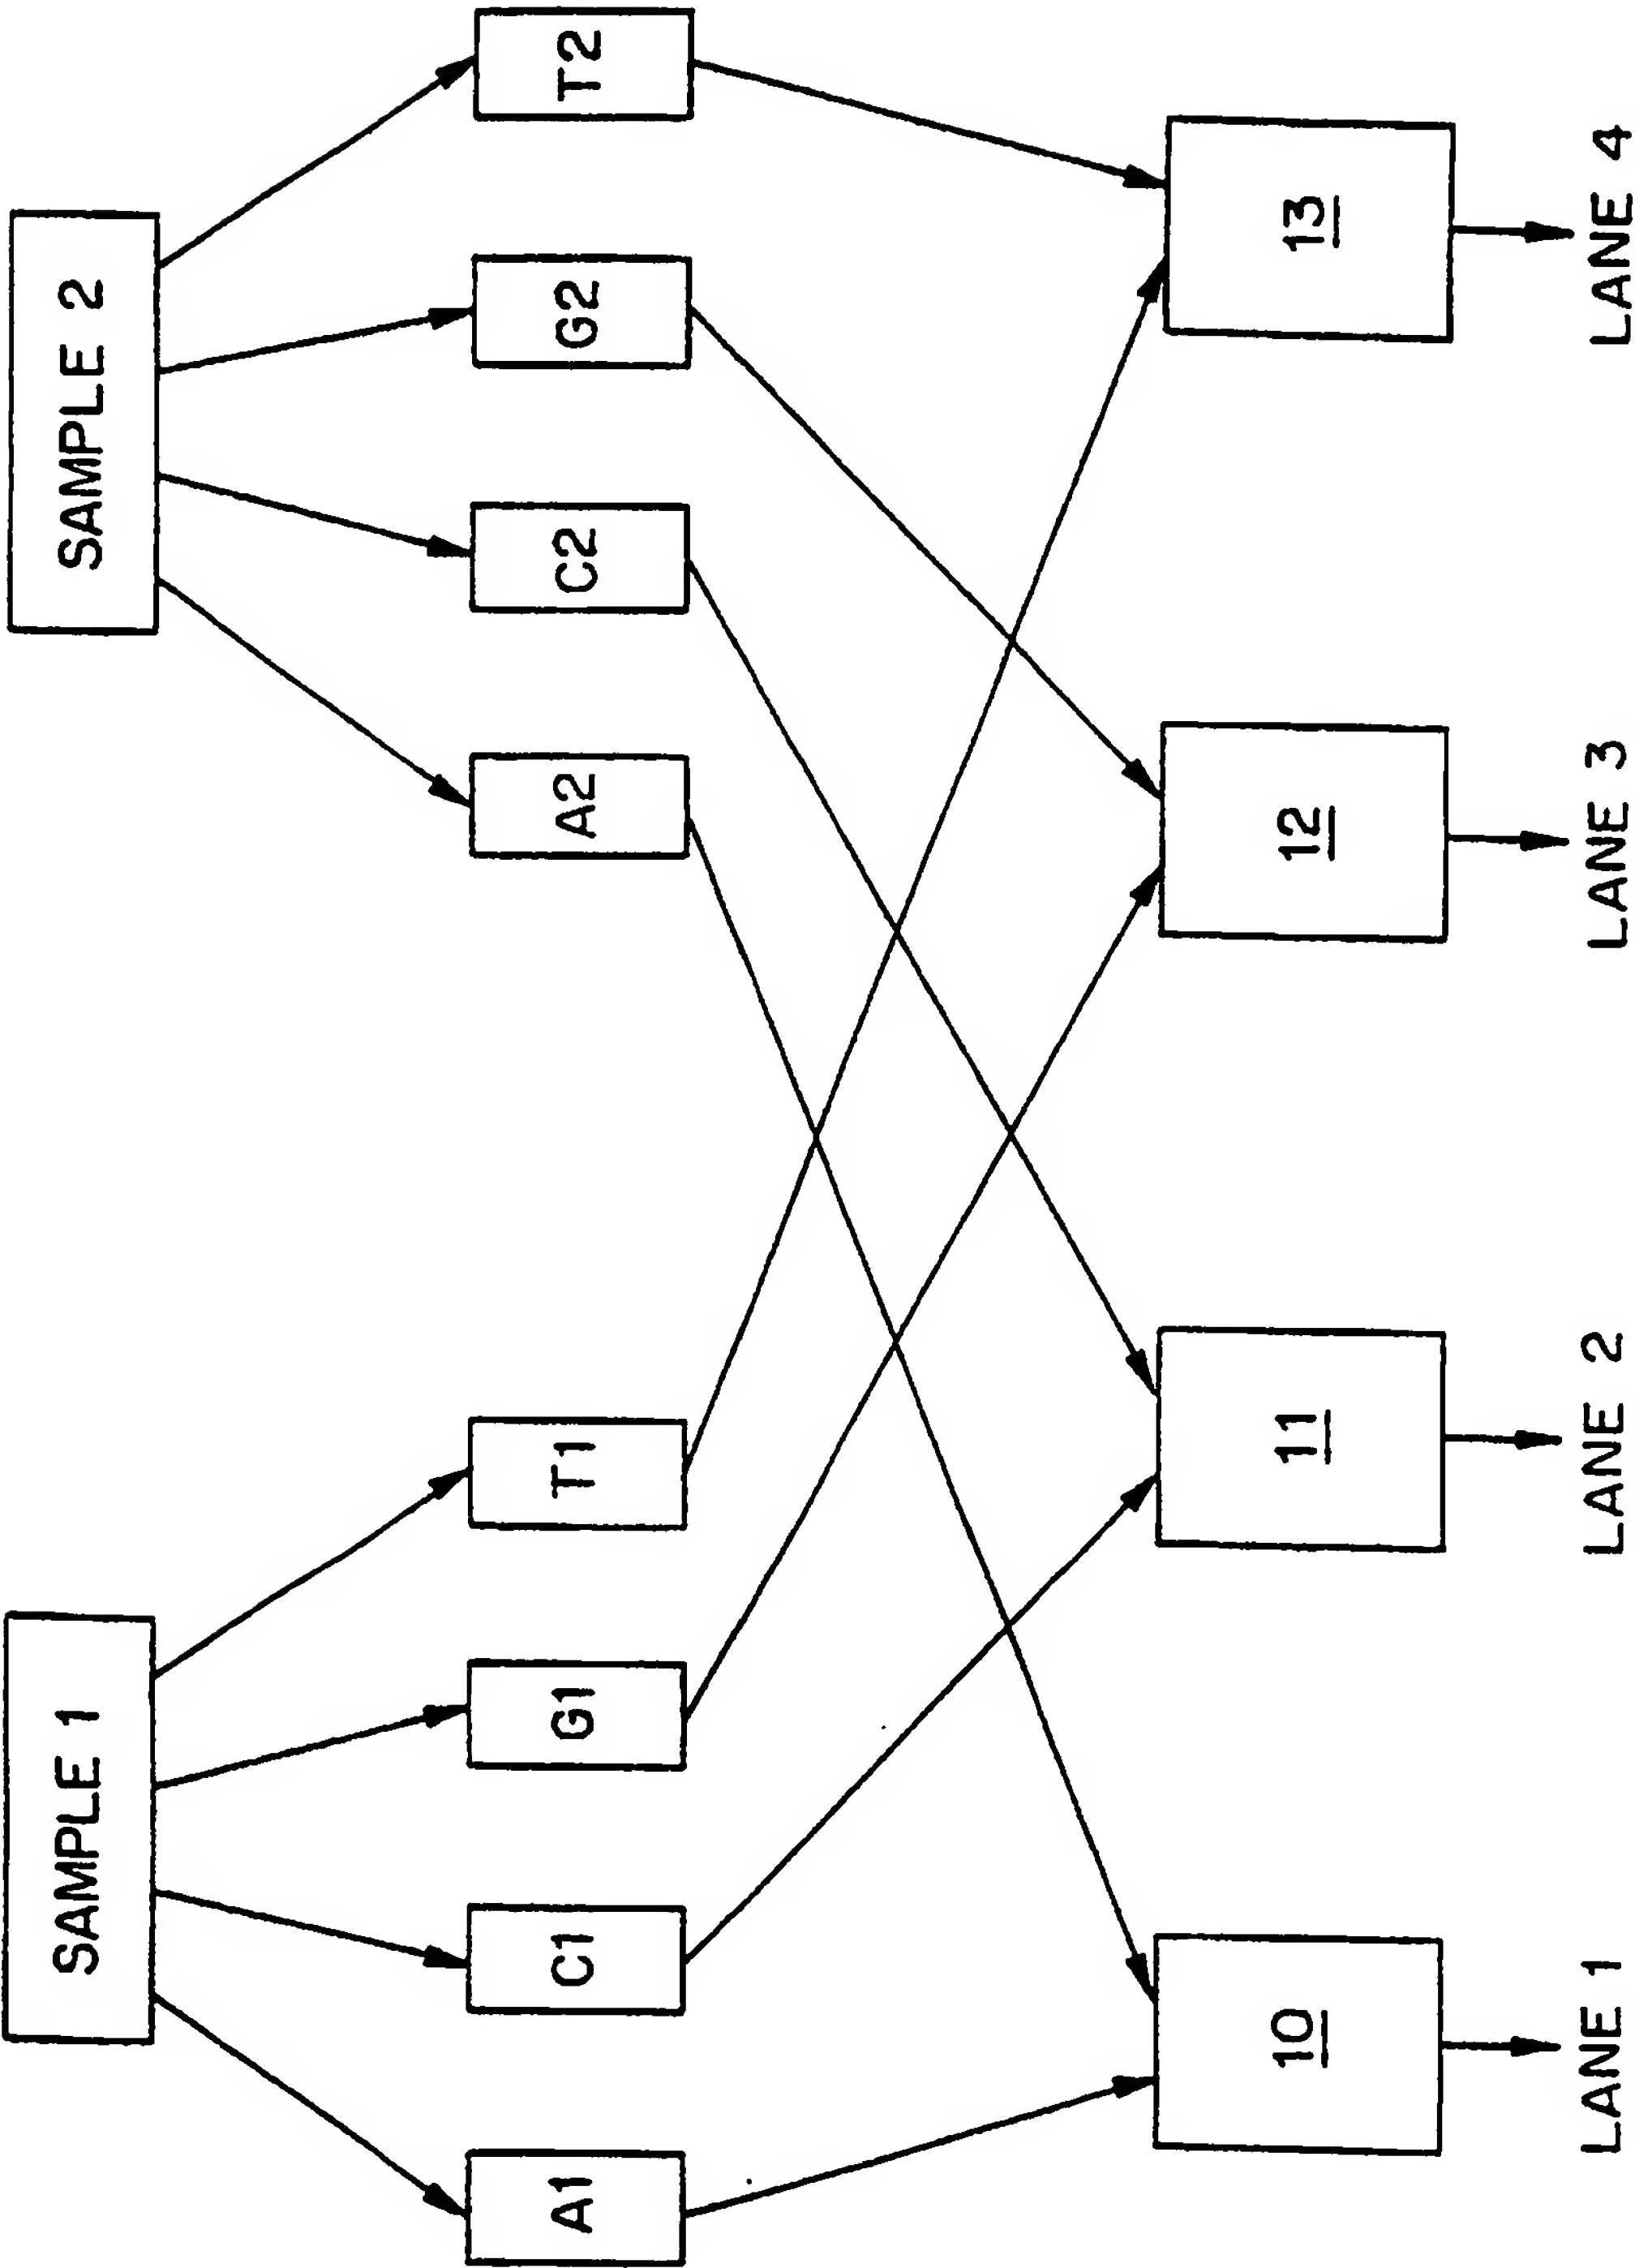 SAMPLE 1
SAMPLE 2
A1
C1
G1
T1
A2
C2
G2
T2
10
11
12
13
LANE 1
LANE 2
LANE 3
LANE 4